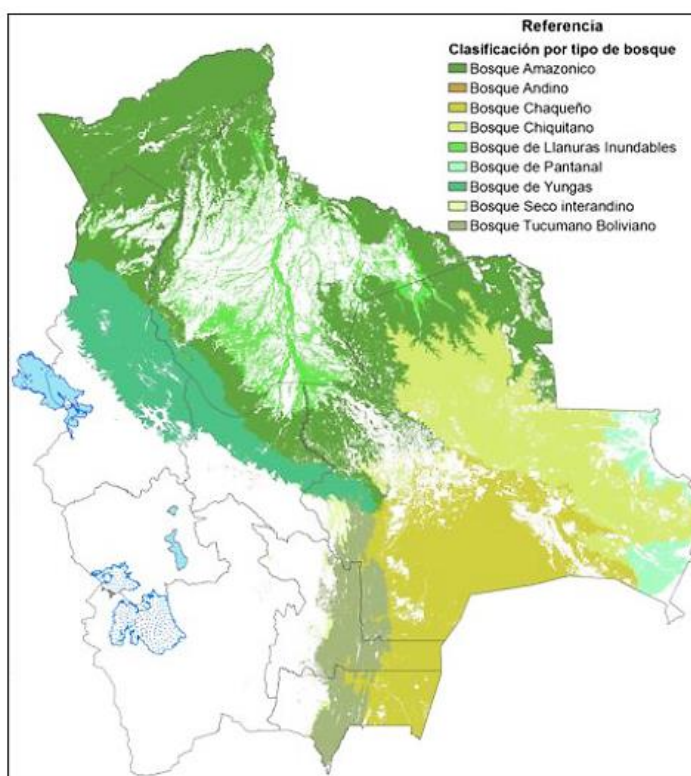 Referencia
Clasificación por tipo de bosque
Bosque Amazonico
Bosque Andino
Bosque Chaqueño
Bosque Chiquitano
Bosque de Llanuras Inundables
Bosque de Pantanal
Bosque de Yungas
Bosque Seco interandino
Bosque Tucumano Boliviano